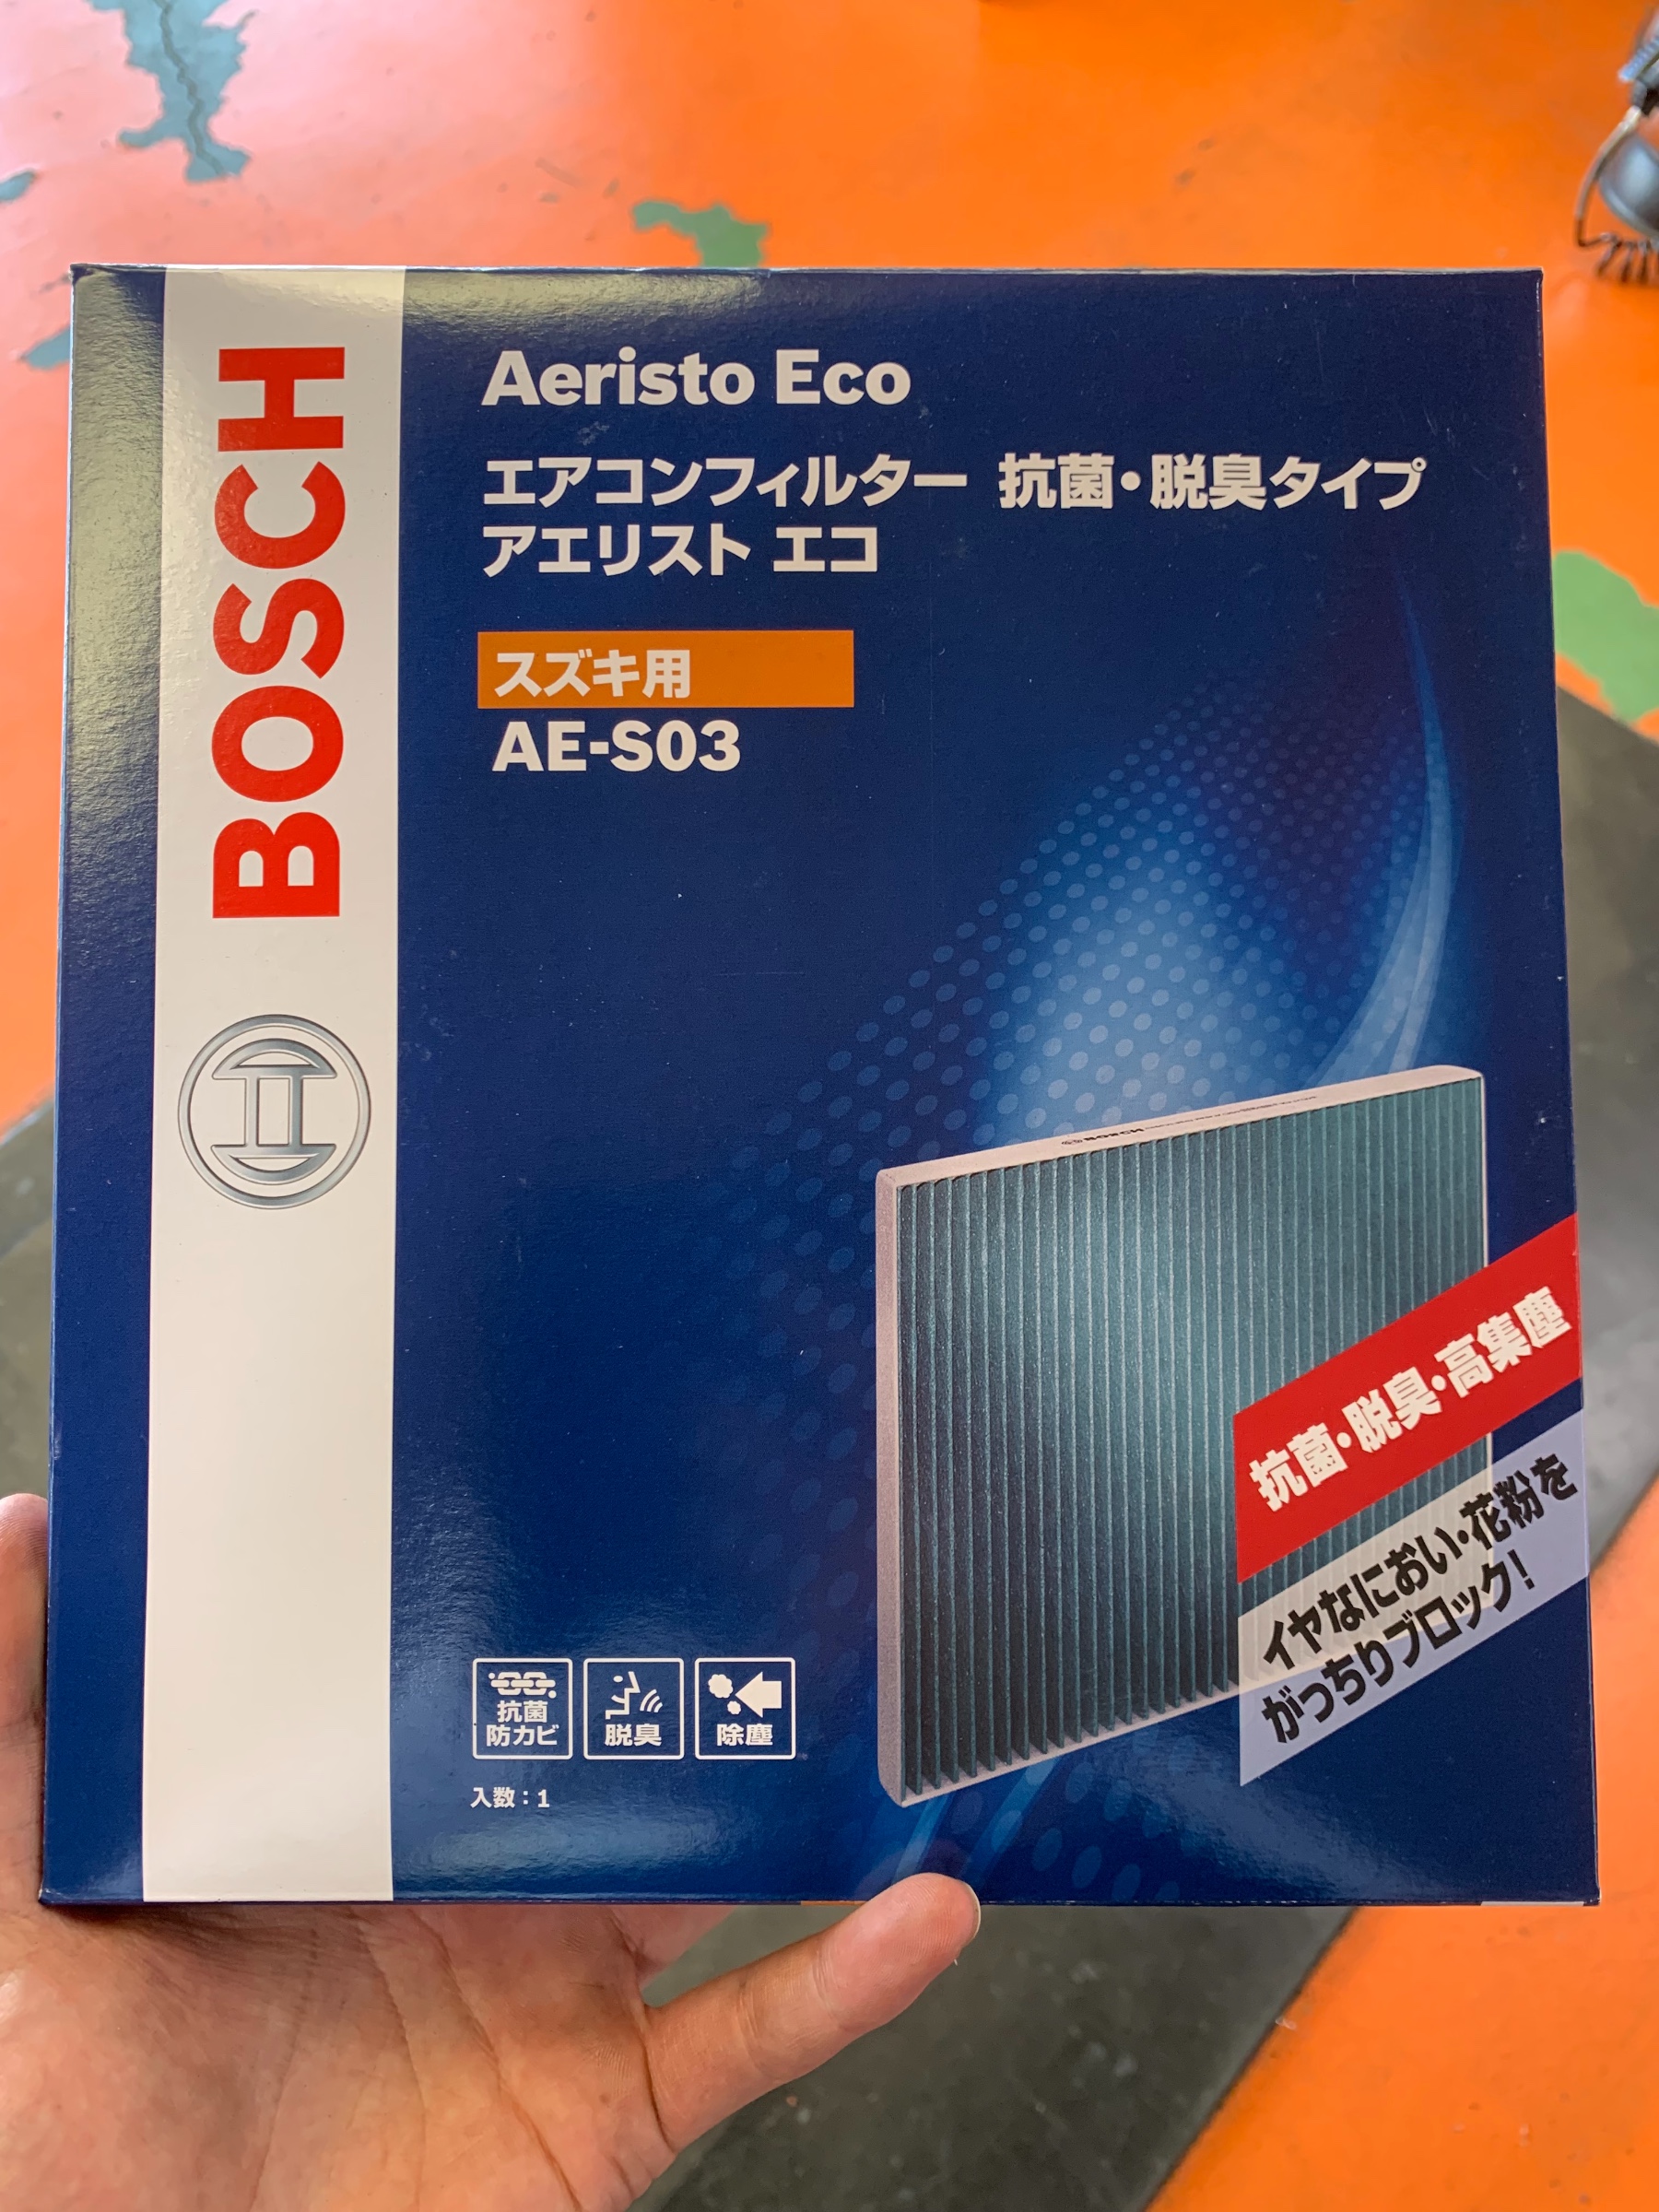 BOSCH
Aeristo Eco
エアコンフィルター 抗菌・脱臭タイプ
アエリスト エコ
スズキ用
AE-S03
BOSCH
抗菌・脱臭・高集塵
イヤなにおい・花粉を
がっちりブロック!
抗菌
防カビ
脱臭
除塵
入数:1